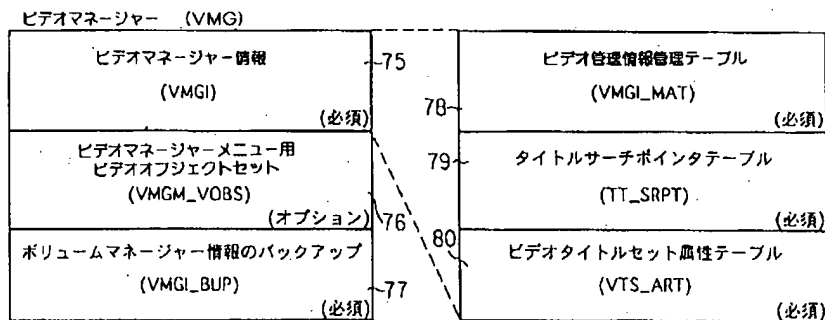 ビデオマネージャー (VMG)
ビデオマネージャー情報
(VMGI)
(必須)
75
ビデオマネージャーメニュー用
ビデオオブジェクトセット
(VMGM_VOBS)
(オプション)
76
ボリュームマネージャー情報のバックアップ
(VMGI_BUP)
(必須)
77
ビデオ管理情報管理テーブル
(VMGI_MAT)
78
(必須)
79
タイトルサーチポインタテーブル
(TT_SRPT)
(必須)
80
ビデオタイトルセット属性テーブル
(VTS_ART)
(必須)